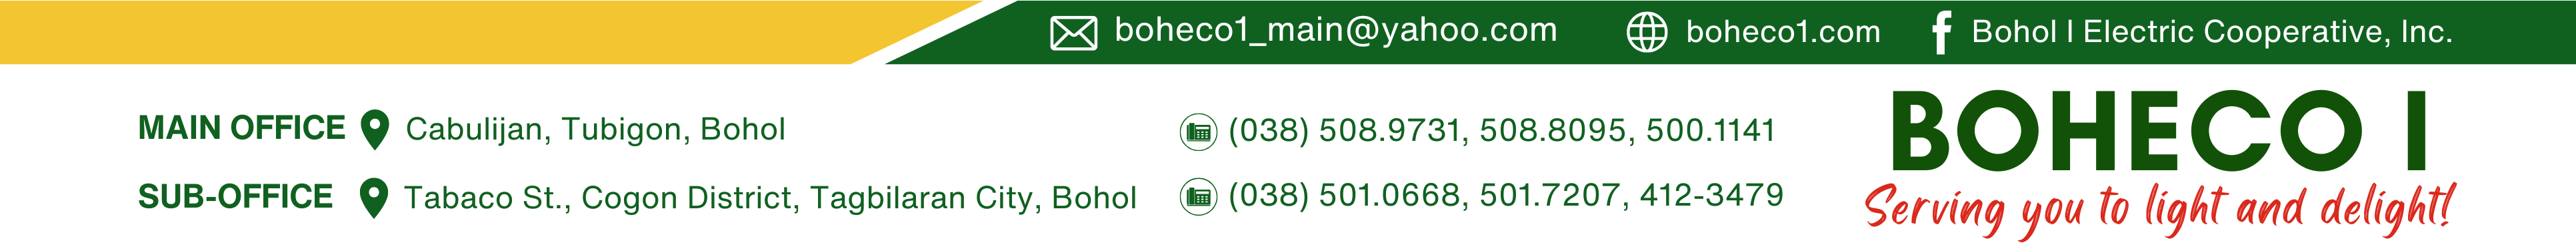 boheco1_main@yahoo.com boheco1.com Bohol I Electric Cooperative, Inc.
MAIN OFFICE Cabulijan, Tubigon, Bohol (038) 508.9731, 508.8095, 500.1141
SUB-OFFICE Tabaco St., Cogon District, Tagbilaran City, Bohol (038) 501.0668, 501.7207, 412-3479
BOHECO I
Serving you to light and delight!